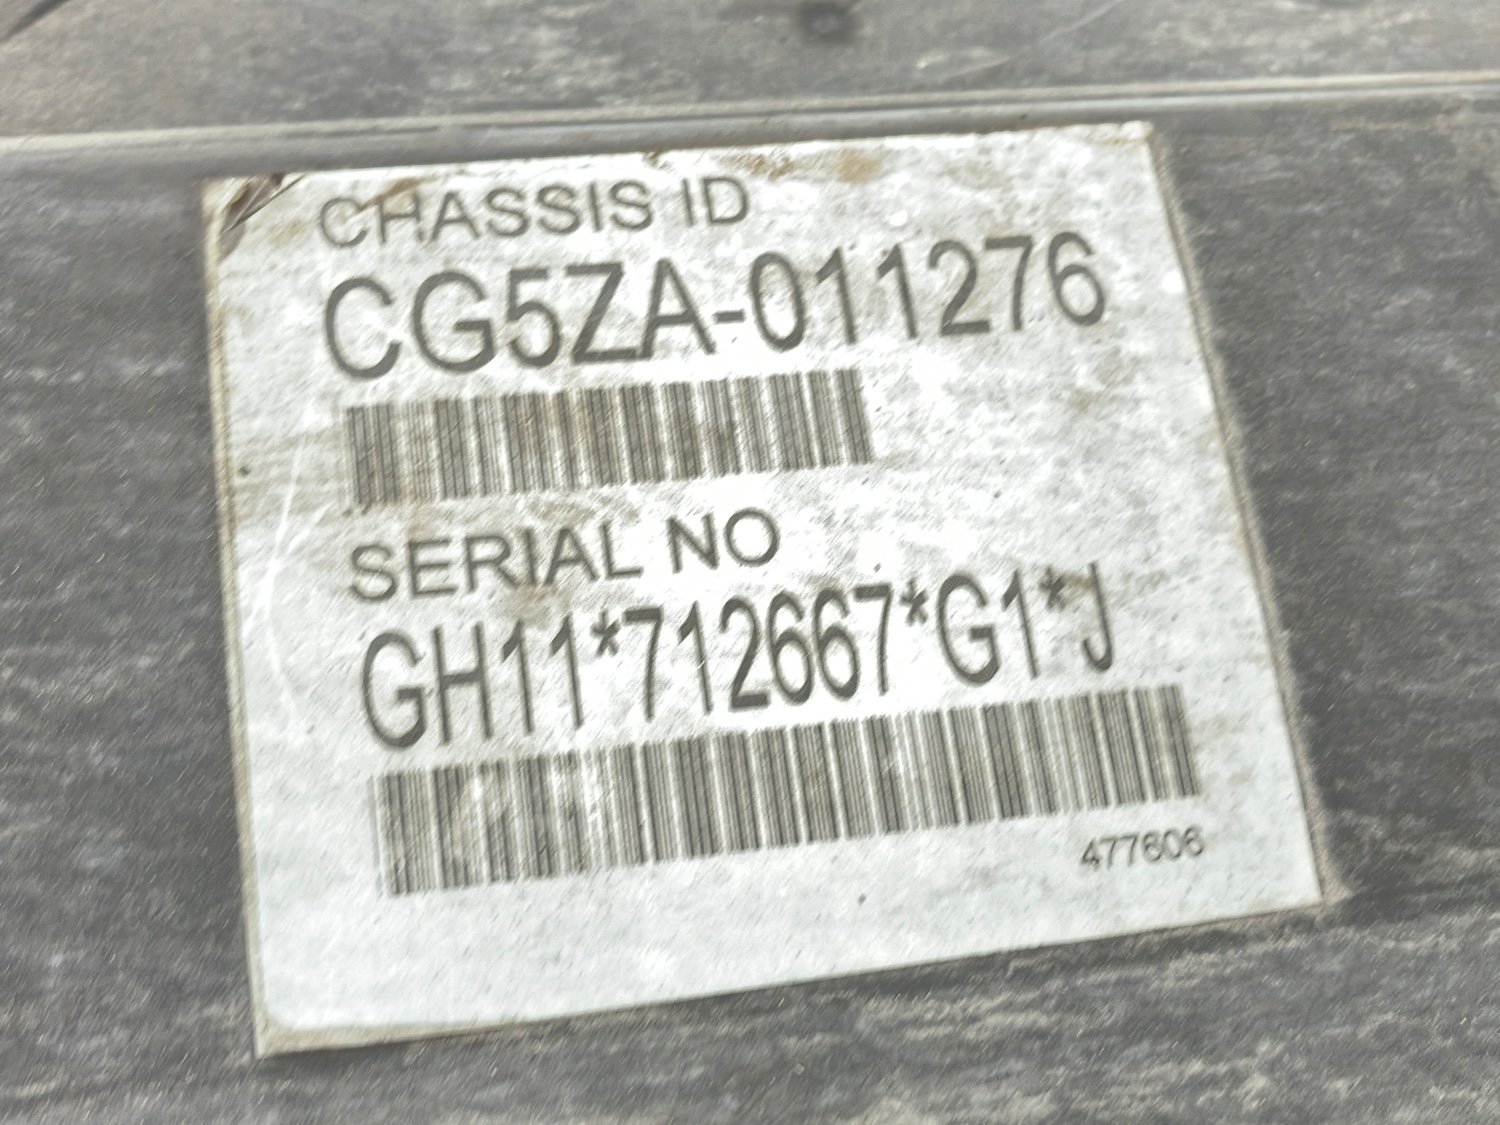 CHASSIS ID
CG5ZA-011276
SERIAL NO
GH11*712667*G1*J
477606